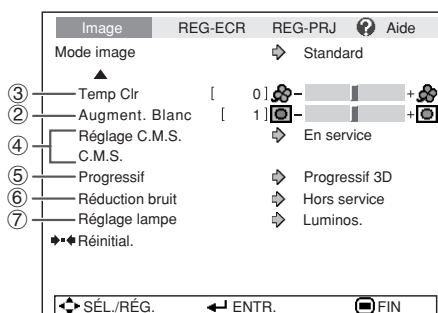 Image REG-ECR REG-PRJ ? Aide
Mode image Standard
③ Temp Clr [ 0] – +
② Augment. Blanc [ 1] – +
④ Réglage C.M.S. En service
C.M.S.
⑤ Progressif Progressif 3D
⑥ Réduction bruit Hors service
⑦ Réglage lampe Luminos.
Réinitial.
SÉL./RÉG. ENTR. FIN